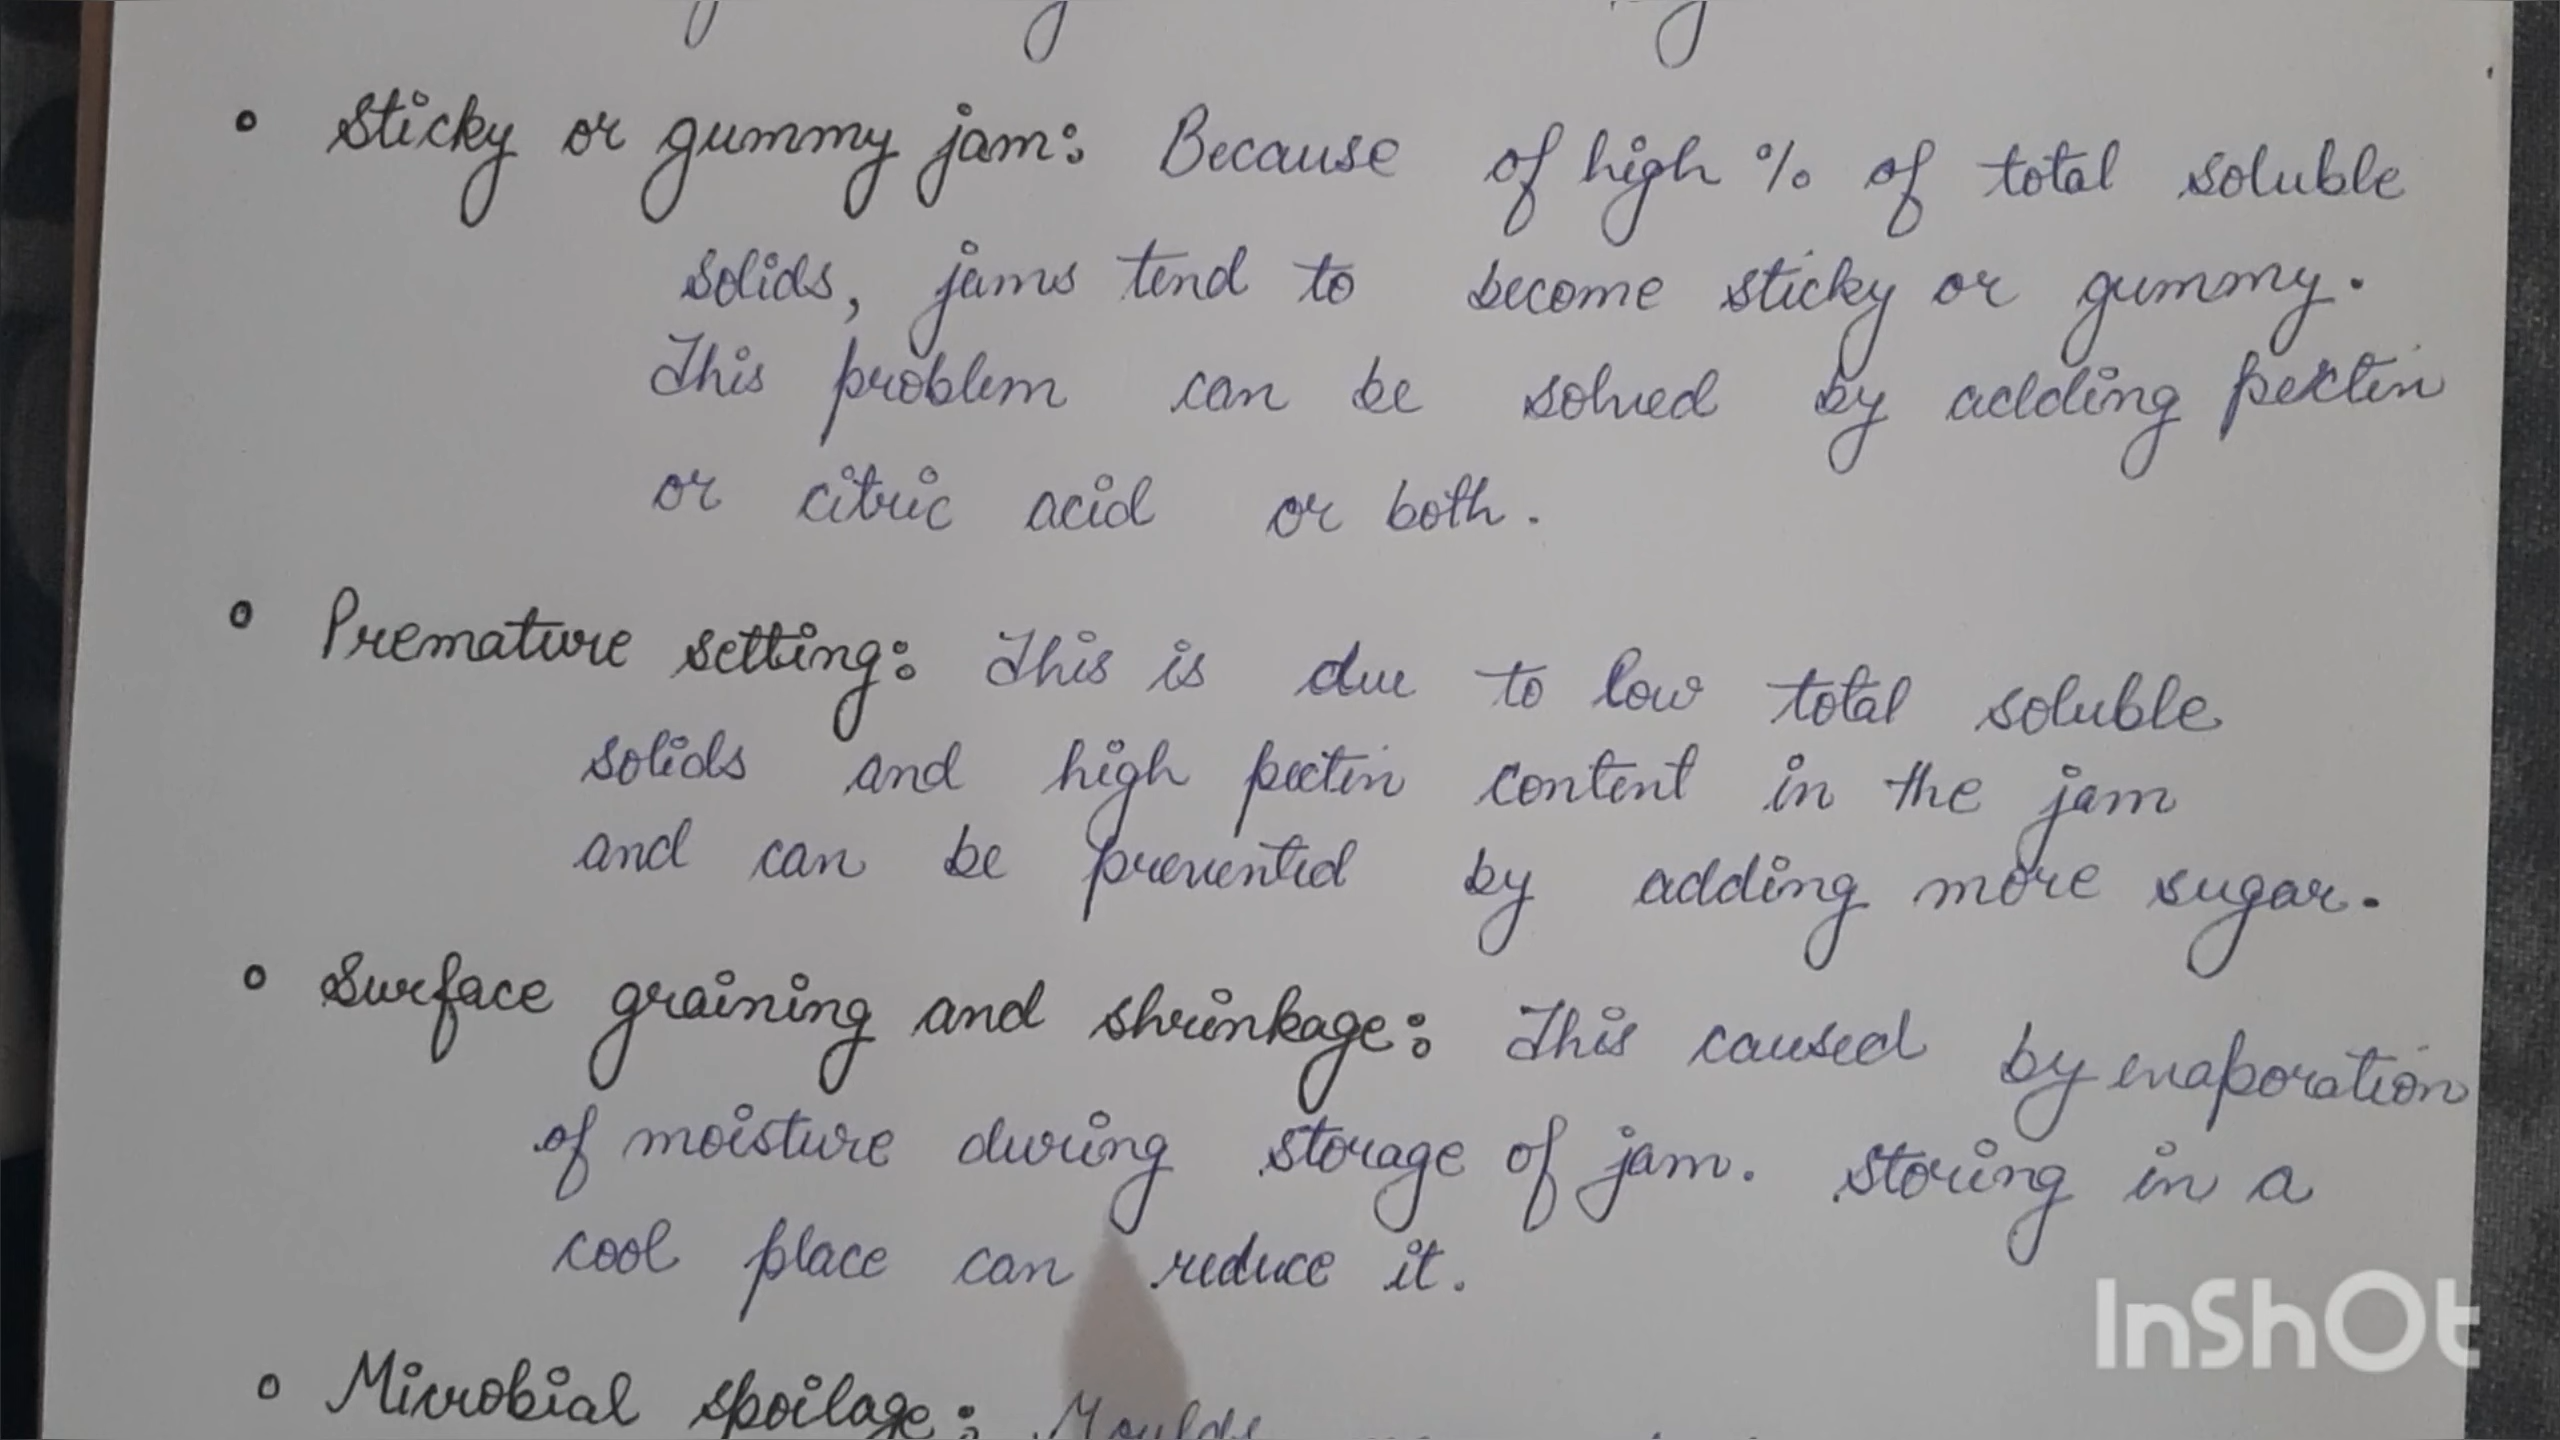 • Sticky or gummy jam: Because of high % of total soluble
solids, jams tend to become sticky or gummy.
This problem can be solved by adding pectin
or citric acid or both.
• Premature setting: This is due to low total soluble
solids and high pectin content in the jam
and can be prevented by adding more sugar.
• Surface graining and shrinkage: This caused by evaporation
of moisture during storage of jam. Storing in a
cool place can reduce it.
• Microbial spoilage: Moulds
InShOt